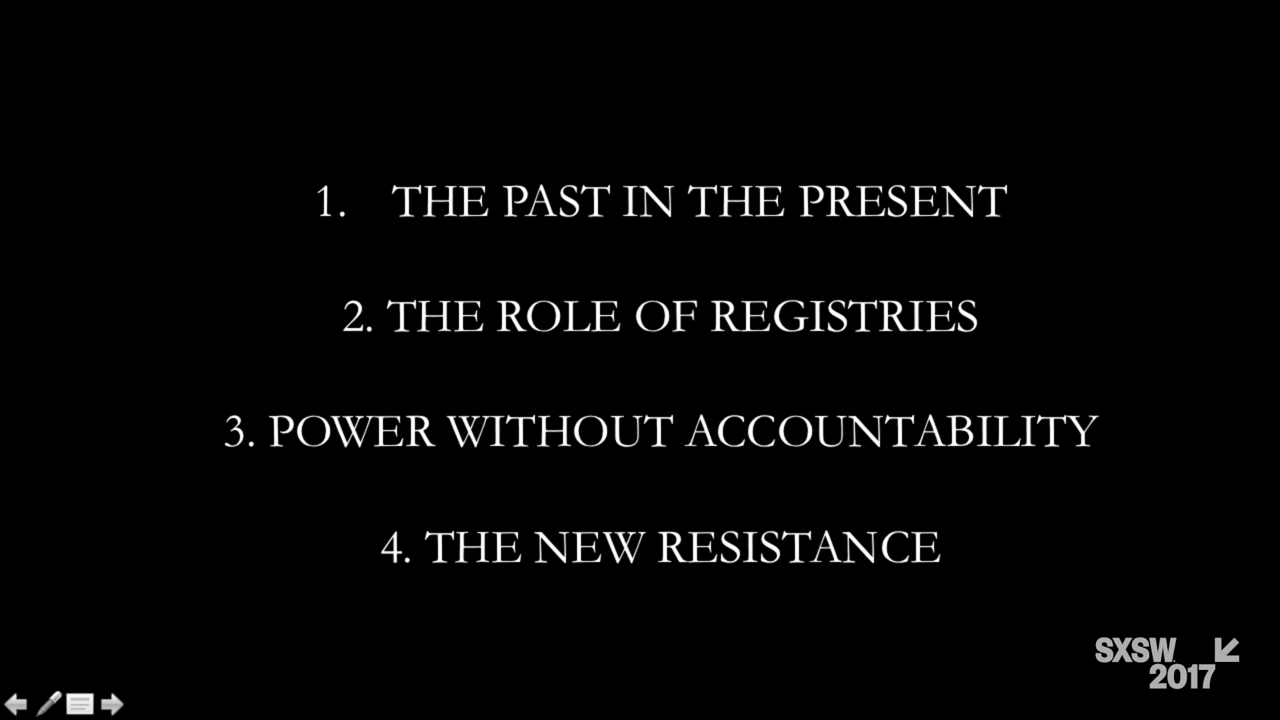 1. THE PAST IN THE PRESENT
2. THE ROLE OF REGISTRIES
3. POWER WITHOUT ACCOUNTABILITY
4. THE NEW RESISTANCE
SXSW
2017